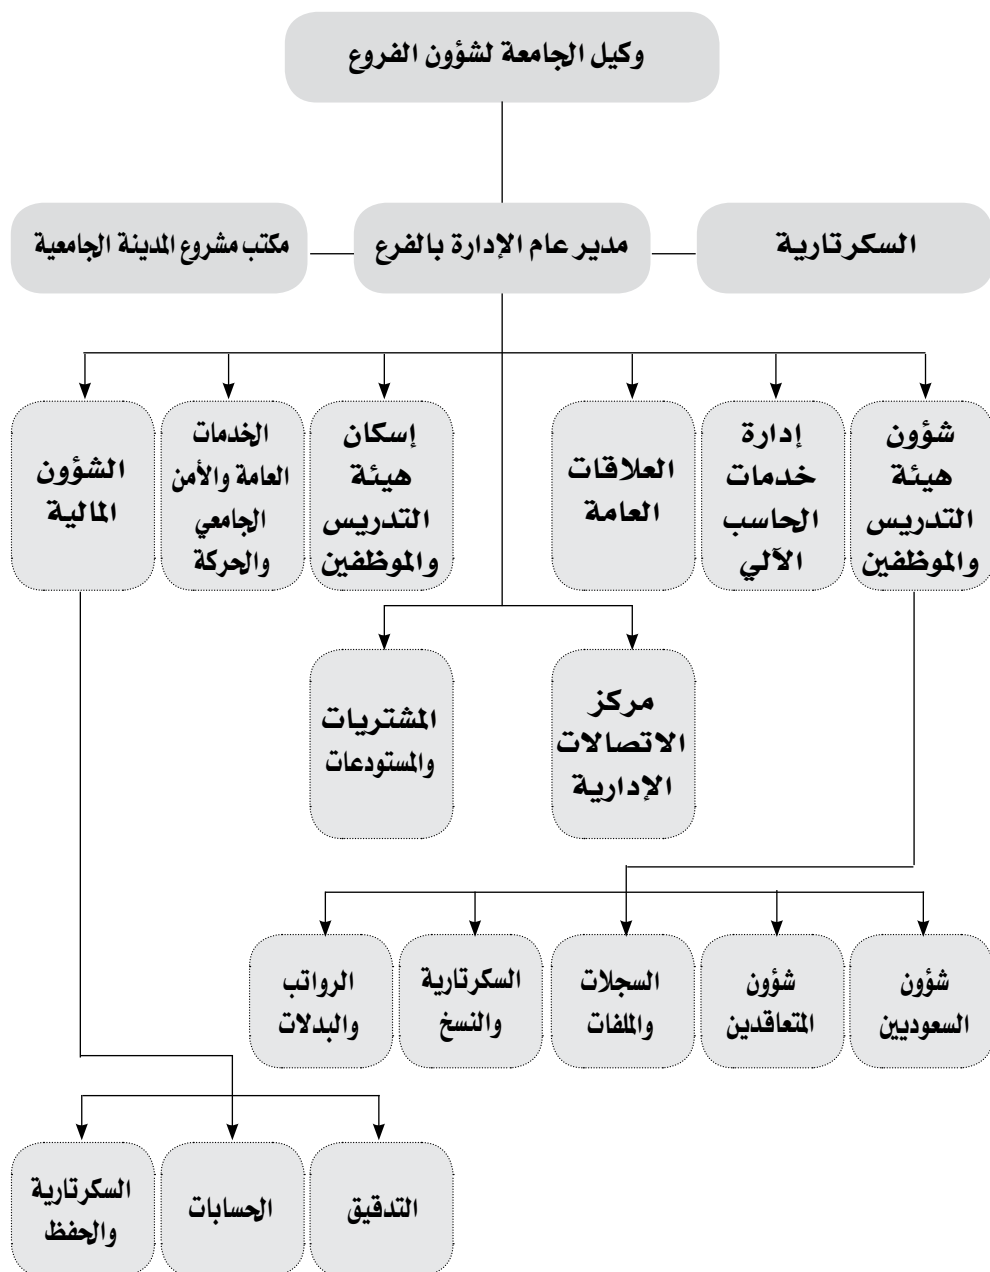 وكيل الجامعة لشؤون الفروع
السكرتارية
مدير عام الإدارة بالفرع
مكتب مشروع المدينة الجامعية
شؤون
هيئة
التدريس
والموظفين
إدارة
خدمات
الحاسب
الآلي
العلاقات
العامة
إسكان
هيئة
التدريس
والموظفين
الخدمات
العامة والأمن
الجامعي
والحركة
الشؤون
المالية
مركز
الاتصالات
الإدارية
المشتريات
والمستودعات
شؤون
السعوديين
شؤون
المتعاقدين
السجلات
والملفات
السكرتارية
والنسخ
الرواتب
والبدلات
التدقيق
الحسابات
السكرتارية
والحفظ